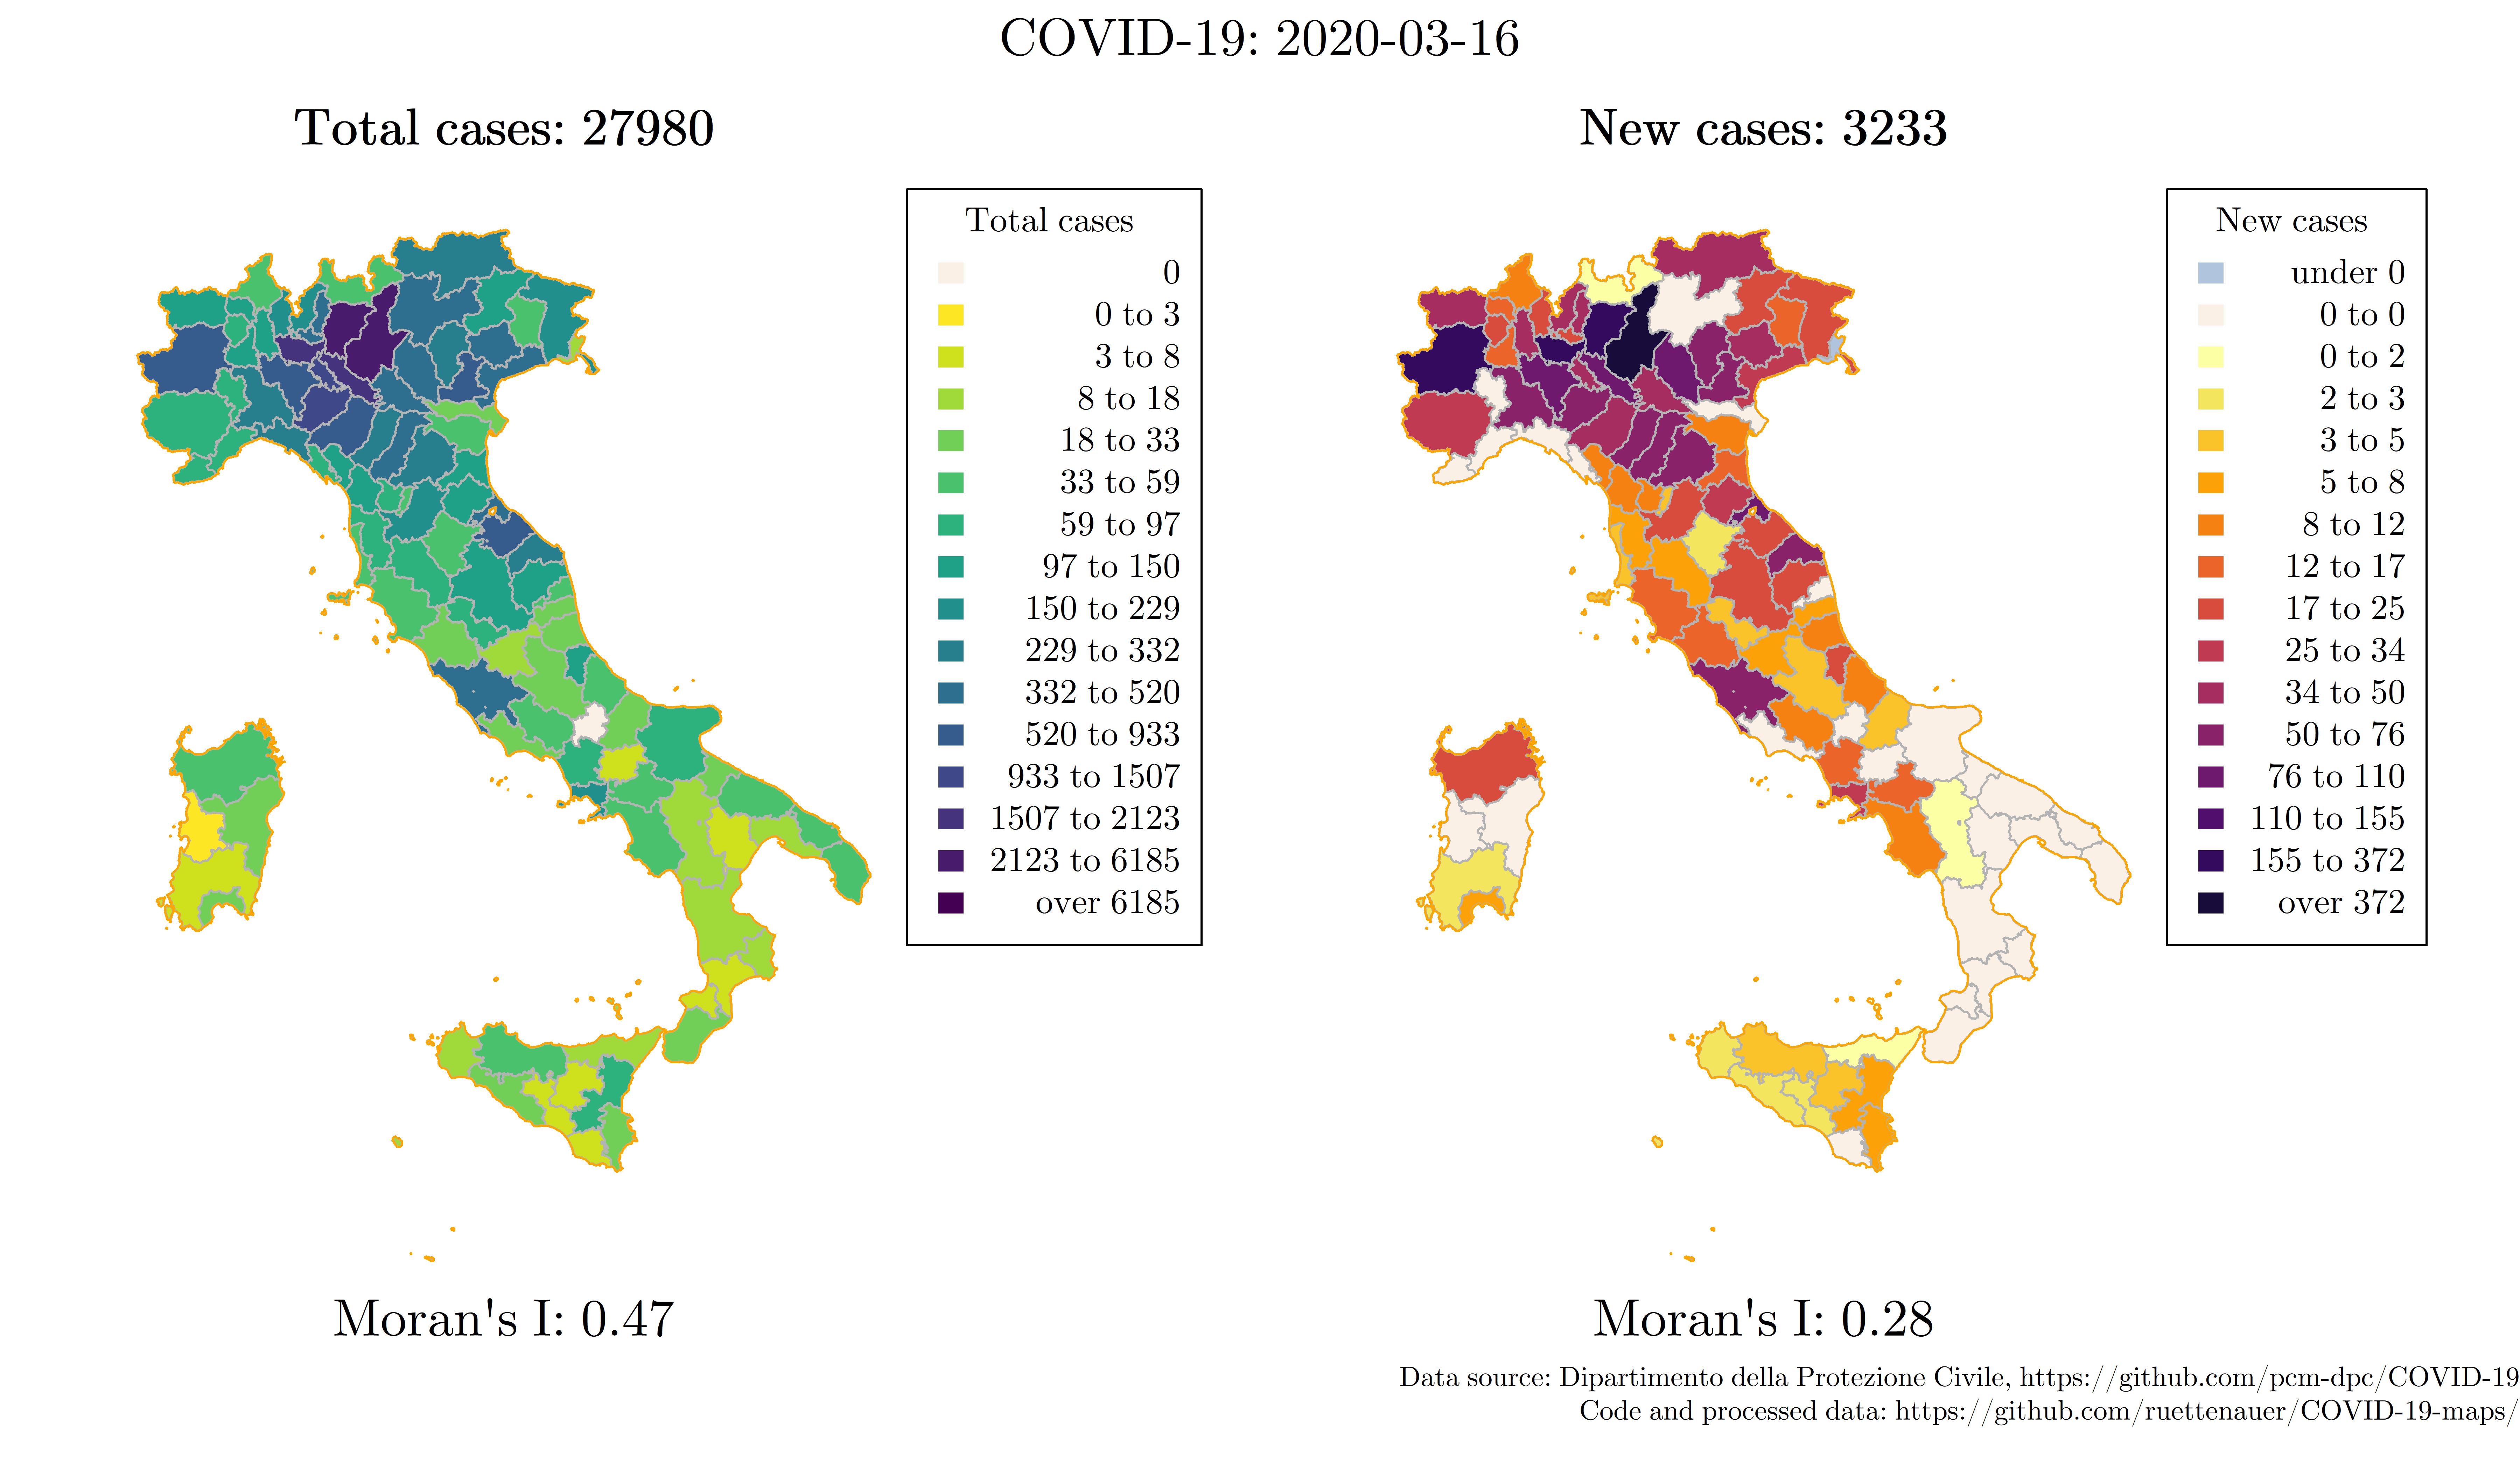 COVID-19: 2020-03-16
Total cases: 27980
Total cases
0
0 to 3
3 to 8
8 to 18
18 to 33
33 to 59
59 to 97
97 to 150
150 to 229
229 to 332
332 to 520
520 to 933
933 to 1507
1507 to 2123
2123 to 6185
over 6185
Moran's I: 0.47
New cases: 3233
New cases
under 0
0 to 0
0 to 2
2 to 3
3 to 5
5 to 8
8 to 12
12 to 17
17 to 25
25 to 34
34 to 50
50 to 76
76 to 110
110 to 155
155 to 372
over 372
Moran's I: 0.28
Data source: Dipartimento della Protezione Civile, https://github.com/pcm-dpc/COVID-19
Code and processed data: https://github.com/ruettenauer/COVID-19-maps/